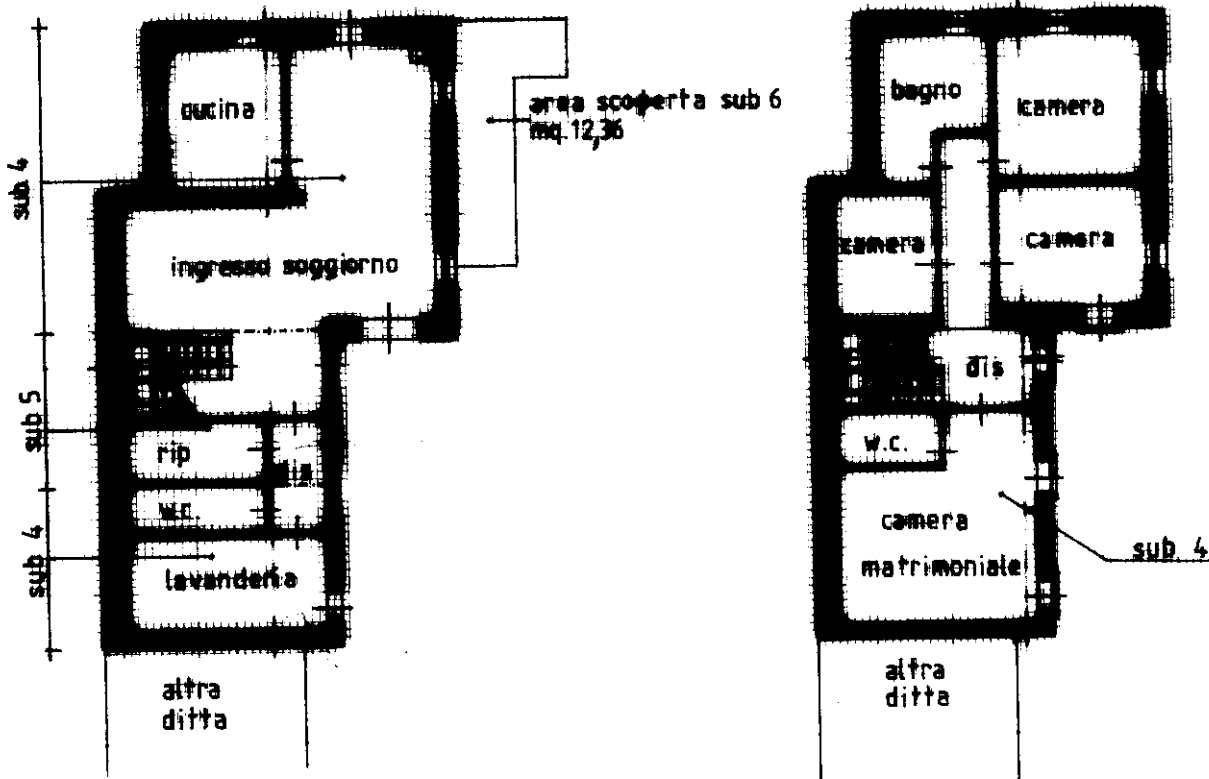 cucina
area scoperta sub 6
mq.12,36
sub 4
ingresso soggiorno
sub 5
rip
dis
w.c.
sub 4
lavanderia
altra
ditta
bagno
camera
camera
camera
dis
w.c.
camera
matrimoniale
sub 4
altra
ditta